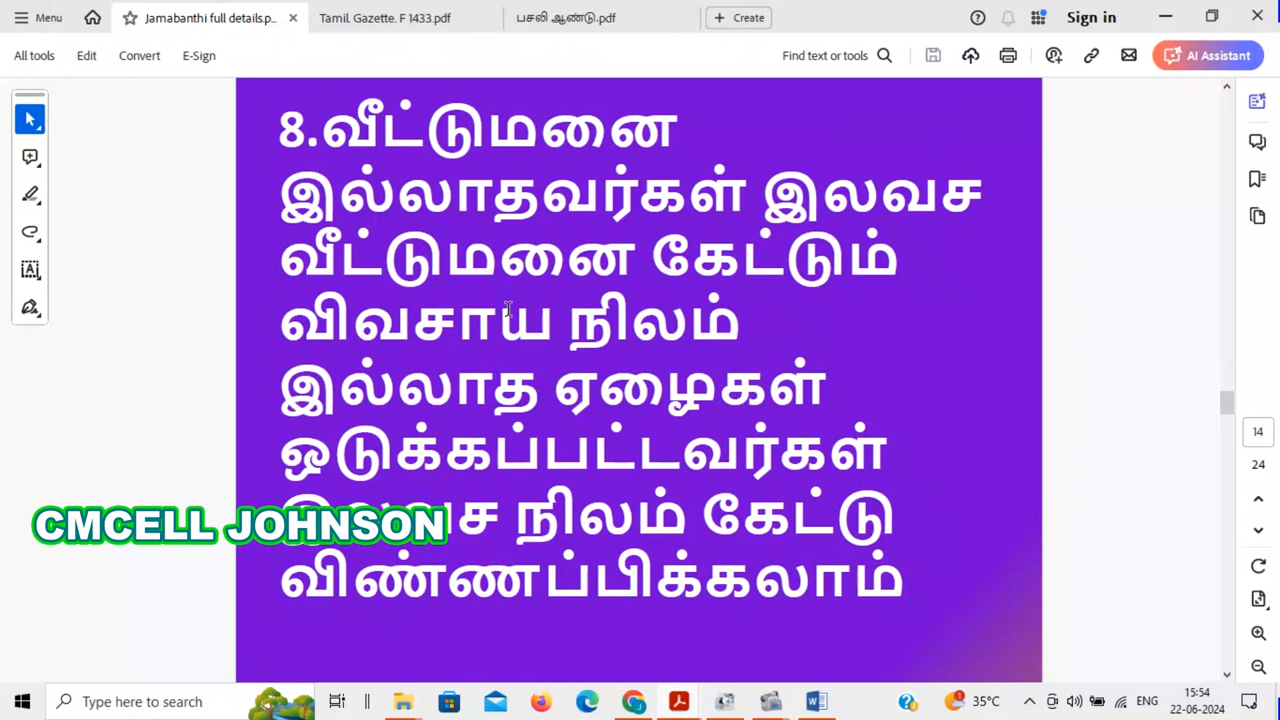 Menu
Jamabanthi full details.p...
Tamil. Gazette. F 1433.pdf
பசலி ஆண்டு.pdf
Create
Sign in
All tools Edit Convert E-Sign
Find text or tools
AI Assistant
8.வீட்டுமனை
இல்லாதவர்கள் இலவச
வீட்டுமனை கேட்டும்
விவசாய நிலம்
இல்லாத ஏழைகள்
ஒடுக்கப்பட்டவர்கள்
நிலம் கேட்டு
CMCELL JOHNSON
விண்ணப்பிக்கலாம்
14
24
Type here to search
1
35°C
ENG
15:54
22-06-2024